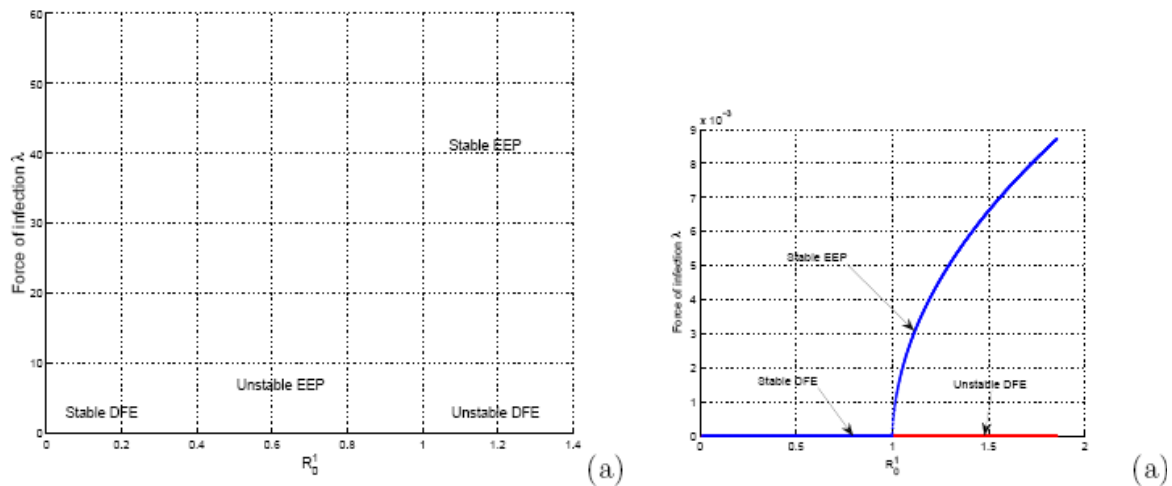 60
50
40
30
20
10
0
Force of infection λ
Stable EEP
Unstable EEP
Stable DFE
Unstable DFE
0
0.2
0.4
0.6
0.8
1
1.2
1.4
R₀¹
(a)
x 10⁻³
9
8
7
6
5
4
3
2
1
0
Force of infection λ
Stable EEP
Stable DFE
Unstable DFE
0
0.5
1
1.5
2
R₀¹
(a)